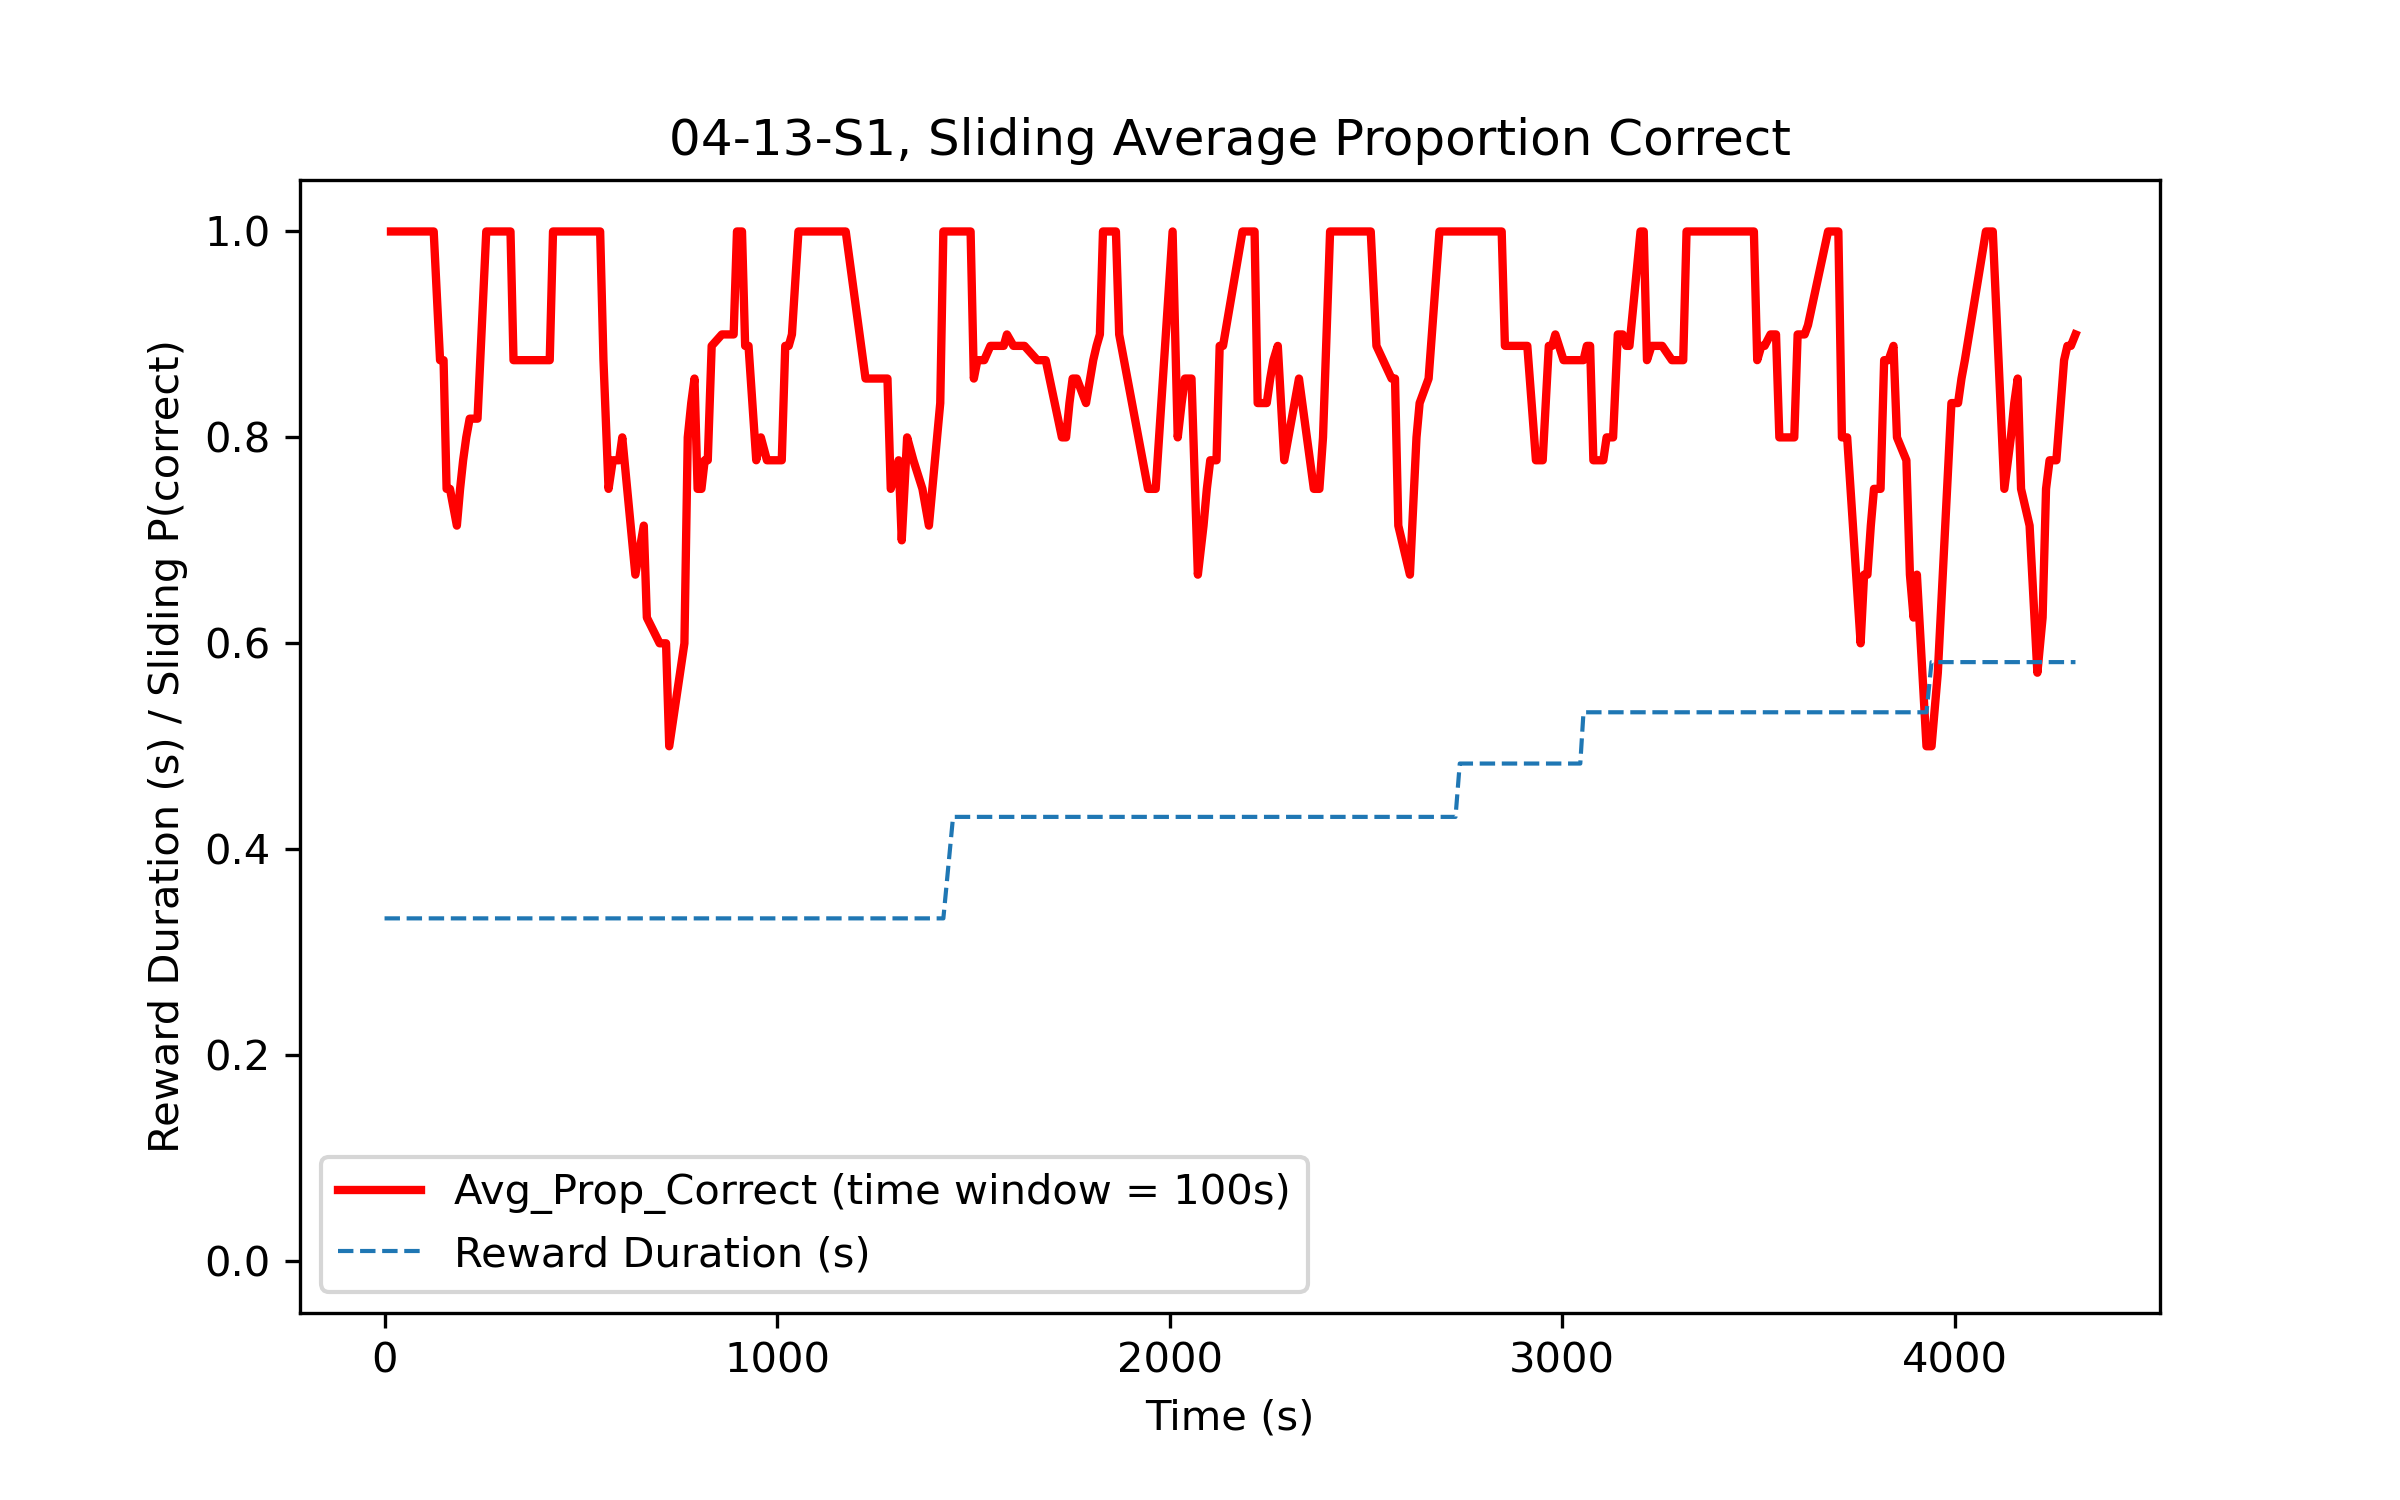 04-13-S1, Sliding Average Proportion Correct
Reward Duration (s) / Sliding P(correct)
1.0
0.8
0.6
0.4
0.2
0.0
Avg_Prop_Correct (time window = 100s)
Reward Duration (s)
0 1000 2000 3000 4000
Time (s)